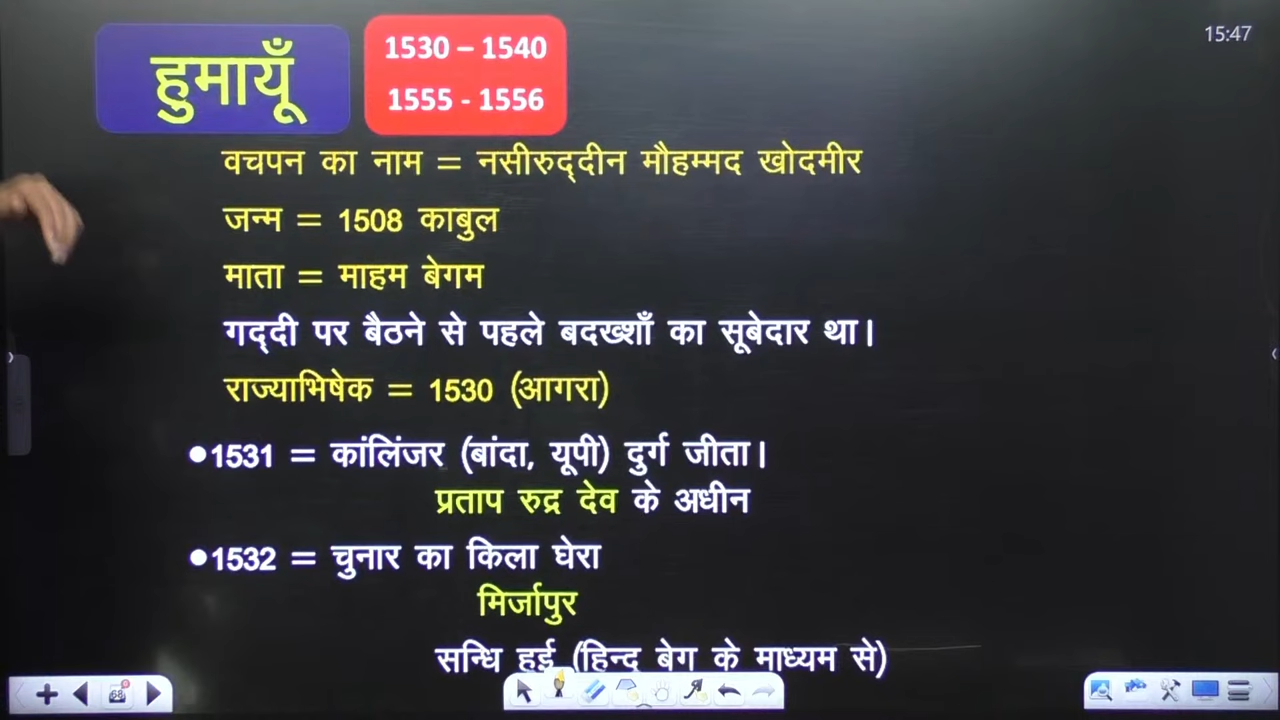 15:47
हुमायूँ
1530 – 1540
1555 - 1556
वचपन का नाम = नसीरुद्दीन मौहम्मद खोदमीर
जन्म = 1508 काबुल
माता = माहम बेगम
गद्दी पर बैठने से पहले बदख्शाँ का सूबेदार था।
राज्याभिषेक = 1530 (आगरा)
●1531 = कांलिंजर (बांदा, यूपी) दुर्ग जीता।
प्रताप रुद्र देव के अधीन
●1532 = चुनार का किला घेरा
मिर्जापुर
सन्धि हुई (हिन्द बेग के माध्यम से)
68